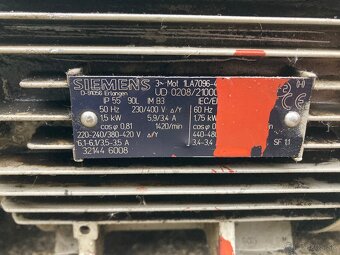 SIEMENS 3~ Mot 1LA7096-4
D-91056 Erlangen UD 0208/21000
IP 55 90L IM B3 IEC/E
50 Hz 230/400 V Δ/Y 60 Hz
1,5 kW 5,9/3,4 A 1,75 kW
cos φ 0,81 1420/min cos φ 0
220-240/380-420 V Δ/Y 440-480
6,1-6,1/3,5-3,5 A 3,4-3,4 SF 1,1
32144 6008